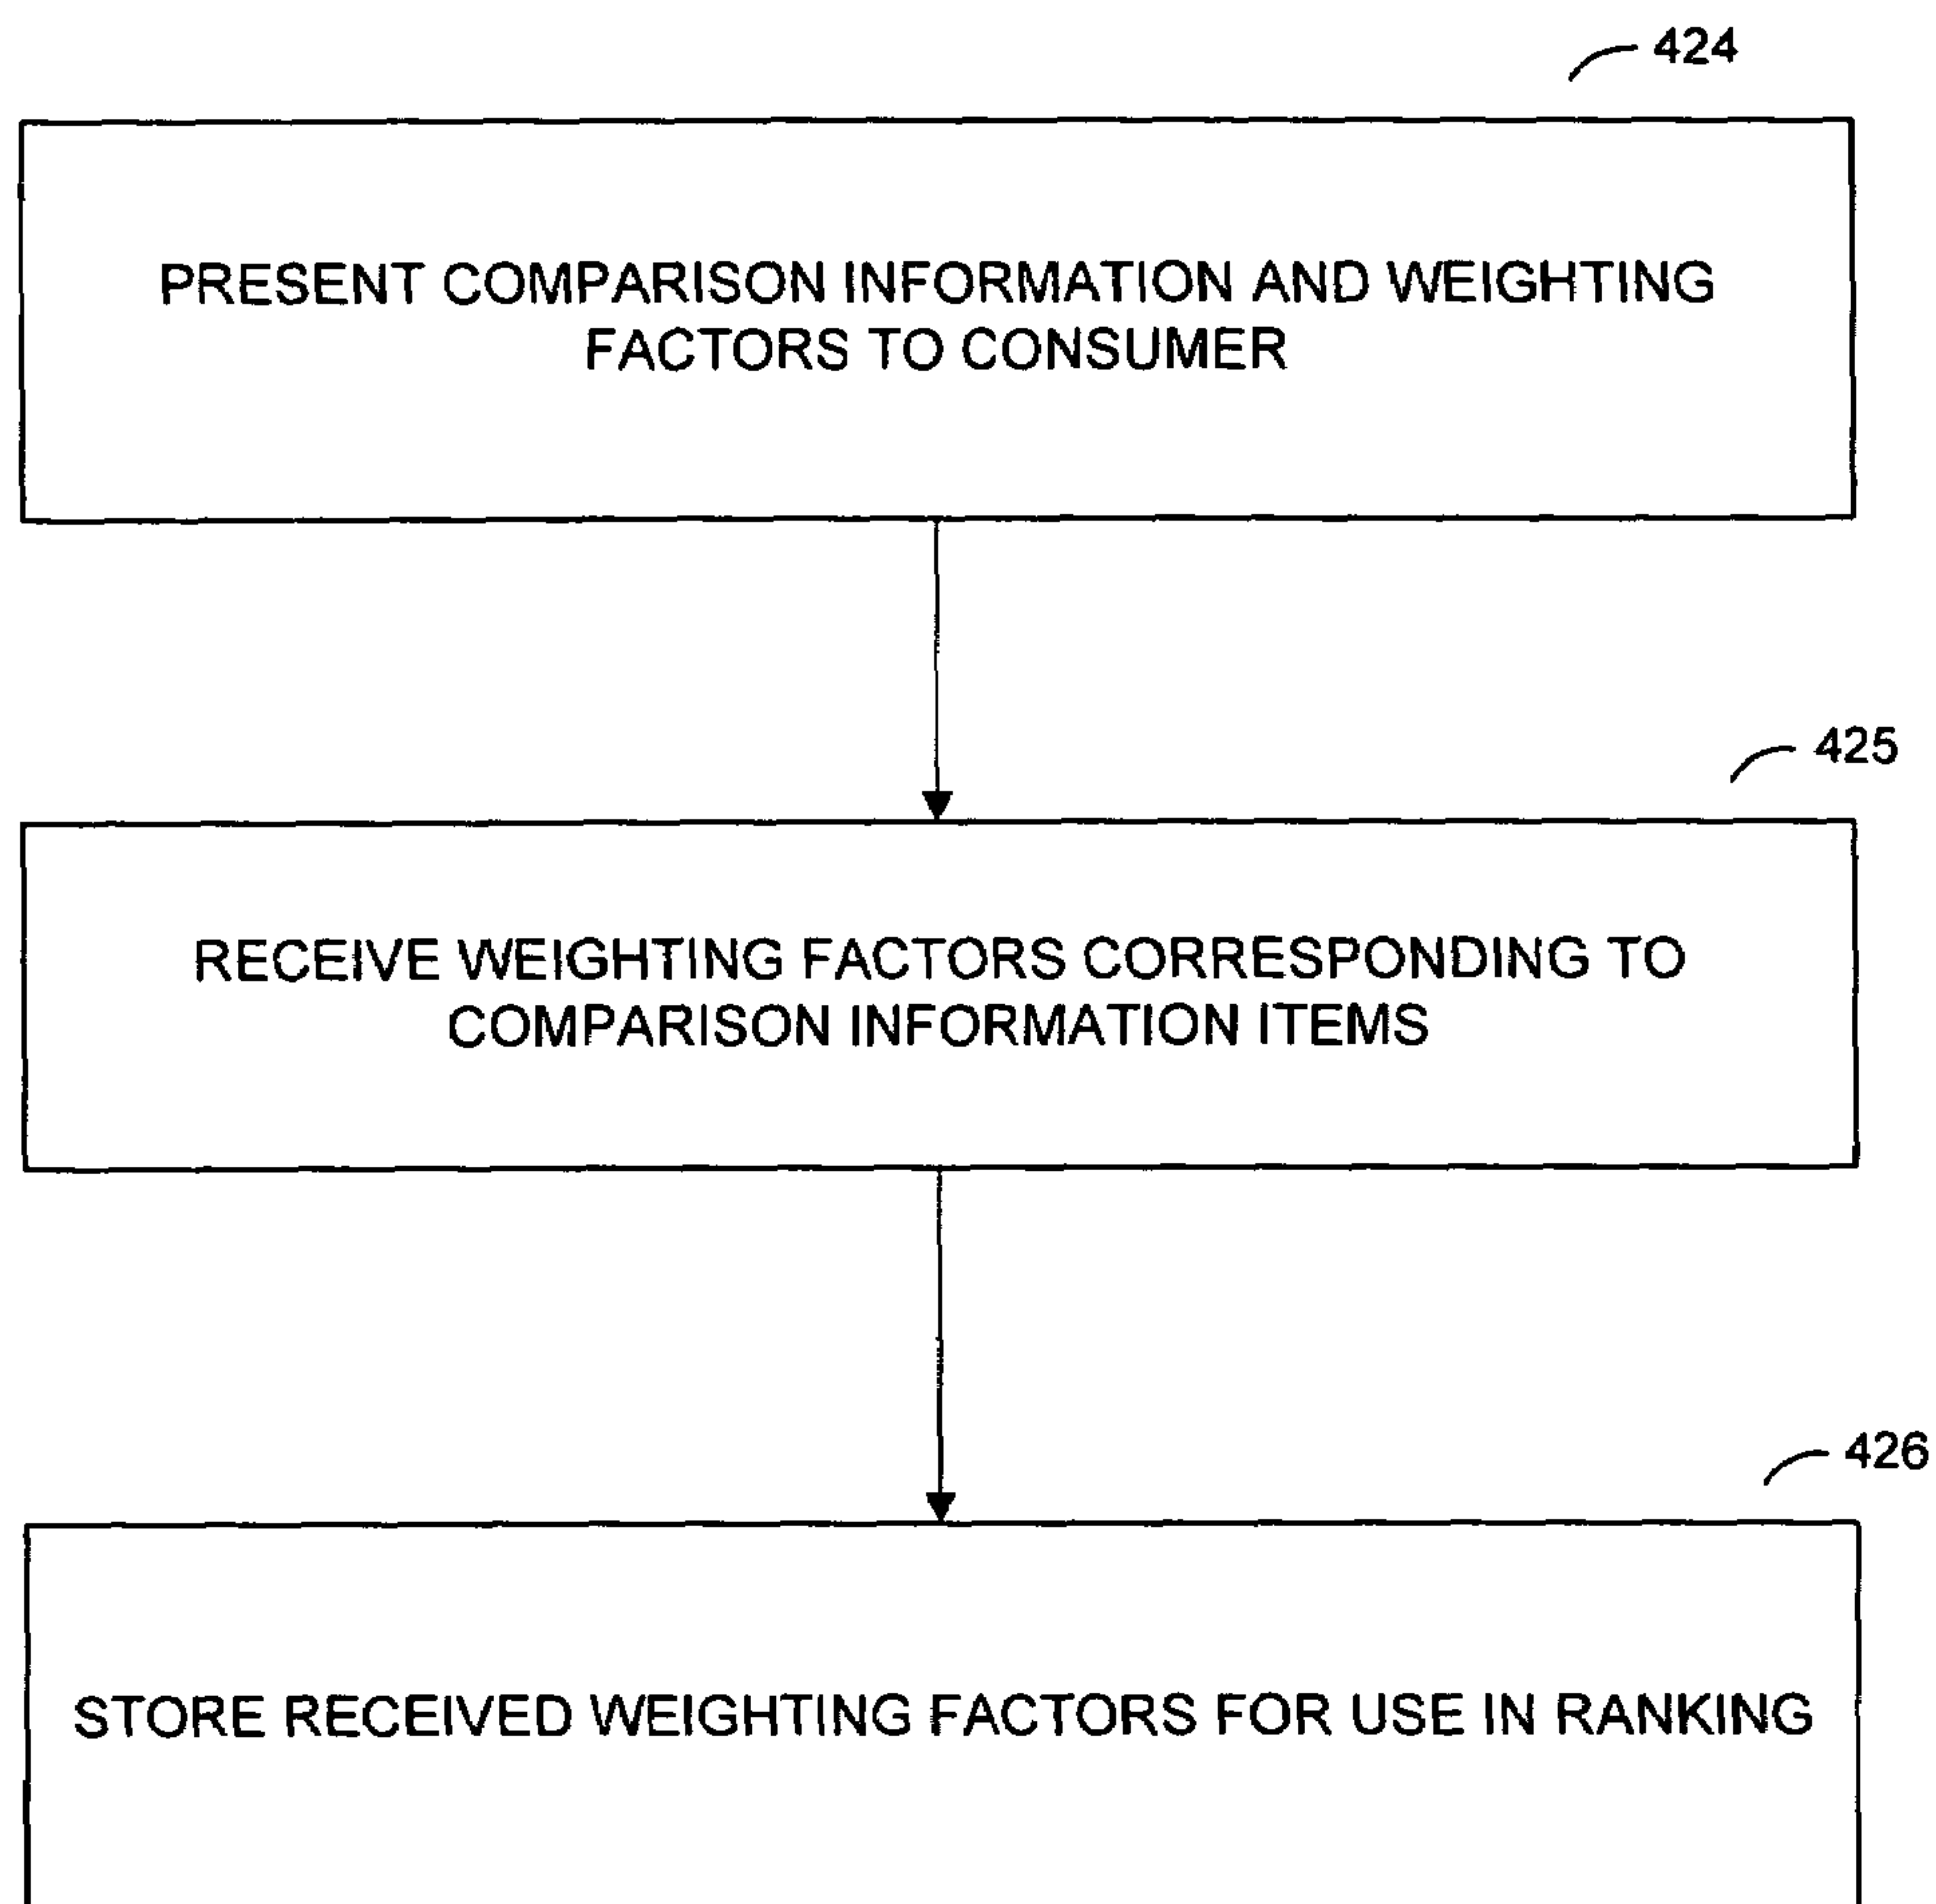 424
PRESENT COMPARISON INFORMATION AND WEIGHTING
FACTORS TO CONSUMER
425
RECEIVE WEIGHTING FACTORS CORRESPONDING TO
COMPARISON INFORMATION ITEMS
426
STORE RECEIVED WEIGHTING FACTORS FOR USE IN RANKING